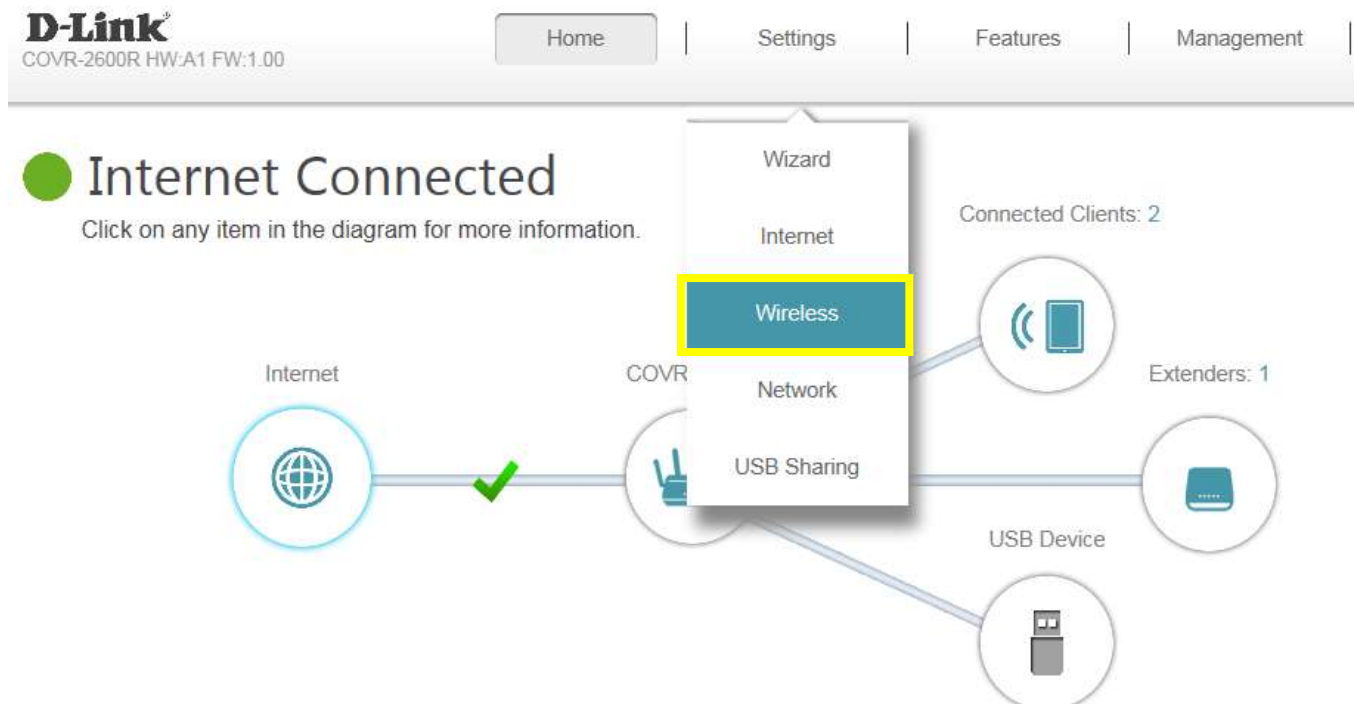 D-Link
COVR-2600R HW:A1 FW:1.00
Home
Settings
Features
Management
Wizard
Internet
Wireless
Network
USB Sharing
Internet Connected
Click on any item in the diagram for more information.
Connected Clients: 2
Internet
COVR
Extenders: 1
USB Device